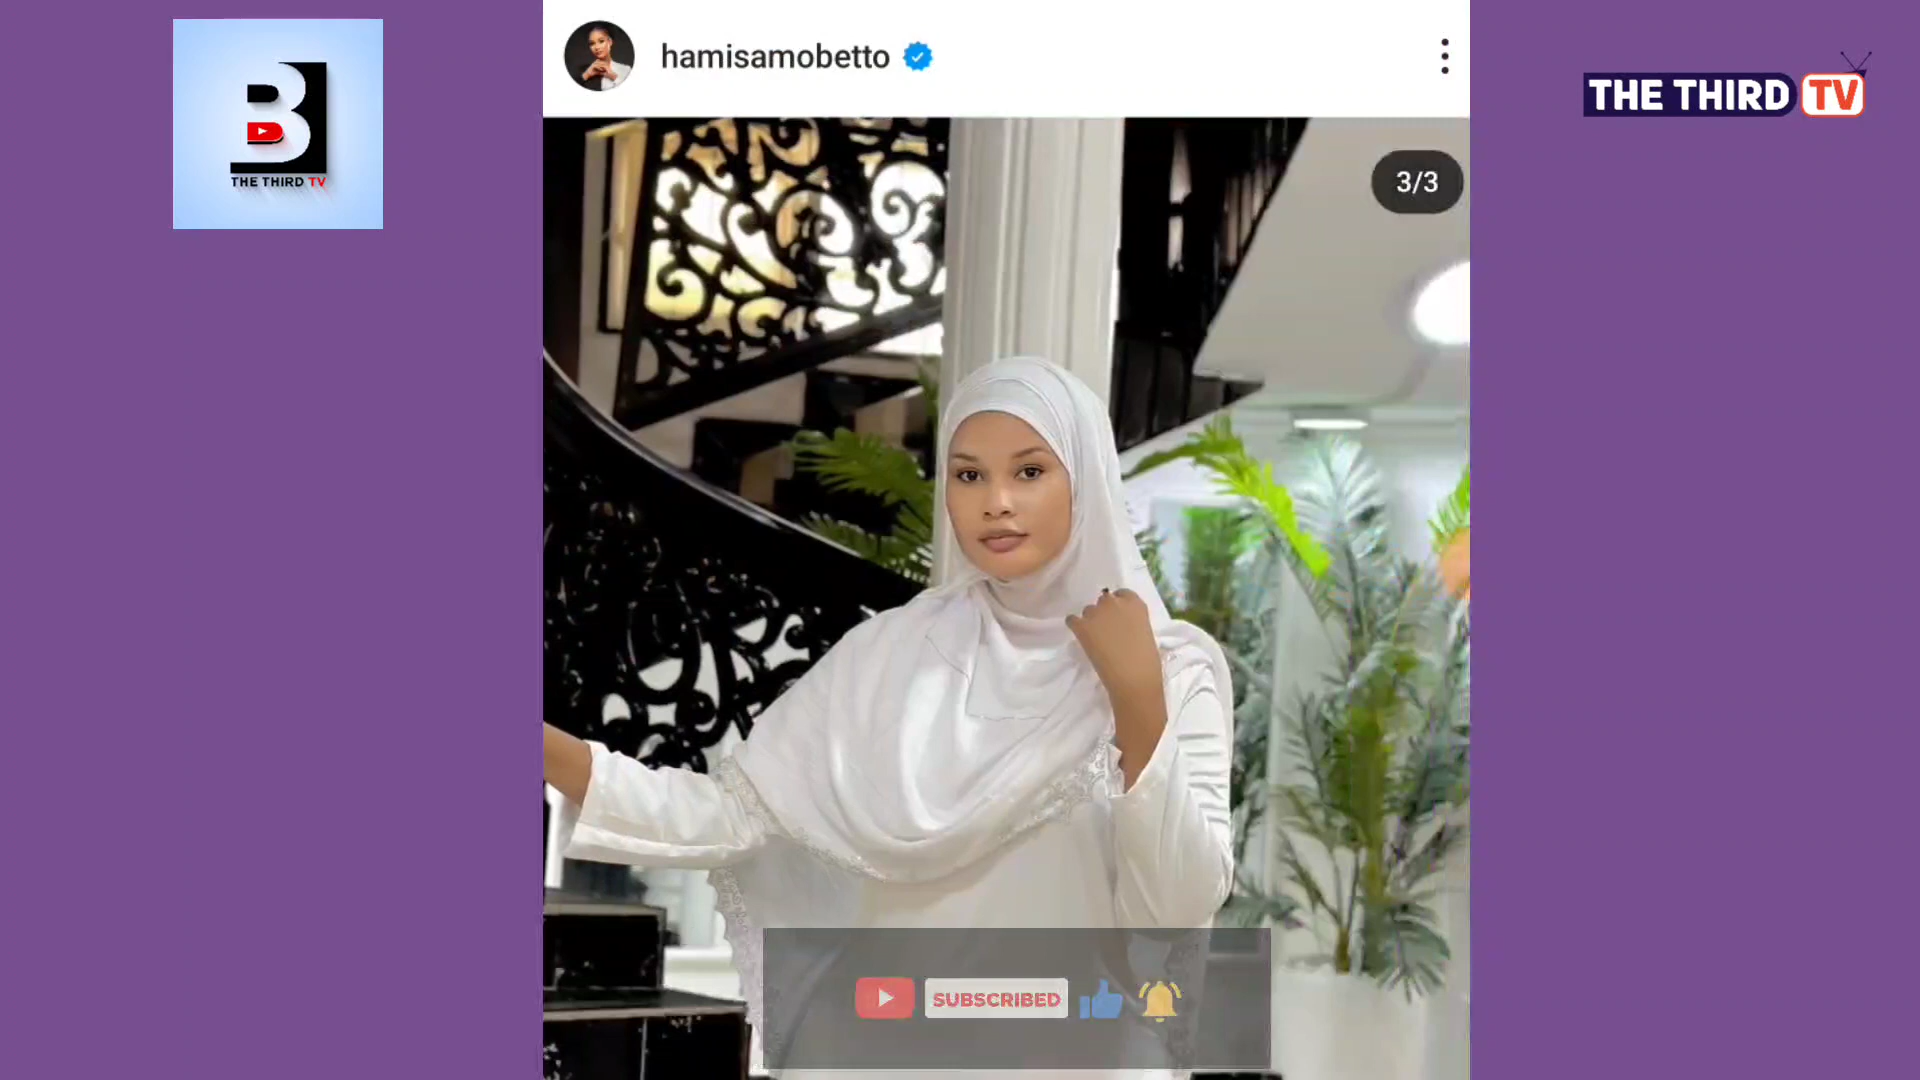 THE THIRD TV
hamisamobetto
THE THIRD TV
3/3
SUBSCRIBED